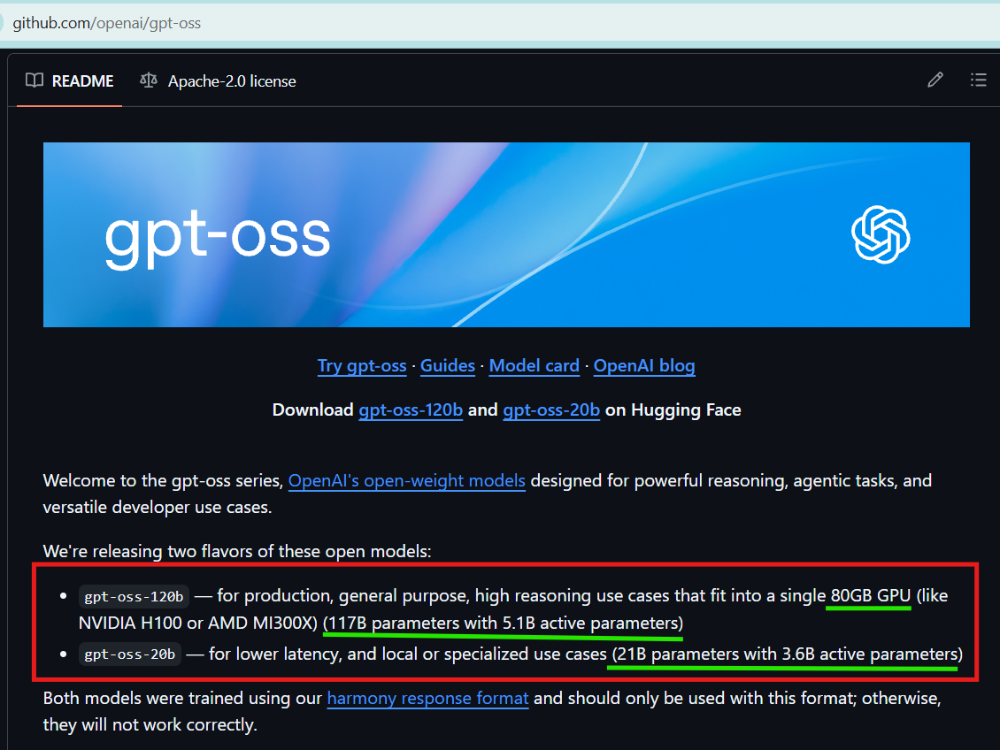 github.com/openai/gpt-oss
README Apache-2.0 license
gpt-oss
Try gpt-oss · Guides · Model card · OpenAI blog
Download gpt-oss-120b and gpt-oss-20b on Hugging Face
Welcome to the gpt-oss series, OpenAI's open-weight models designed for powerful reasoning, agentic tasks, and
versatile developer use cases.
We're releasing two flavors of these open models:
• gpt-oss-120b — for production, general purpose, high reasoning use cases that fit into a single 80GB GPU (like
NVIDIA H100 or AMD MI300X) (117B parameters with 5.1B active parameters)
• gpt-oss-20b — for lower latency, and local or specialized use cases (21B parameters with 3.6B active parameters)
Both models were trained using our harmony response format and should only be used with this format; otherwise,
they will not work correctly.